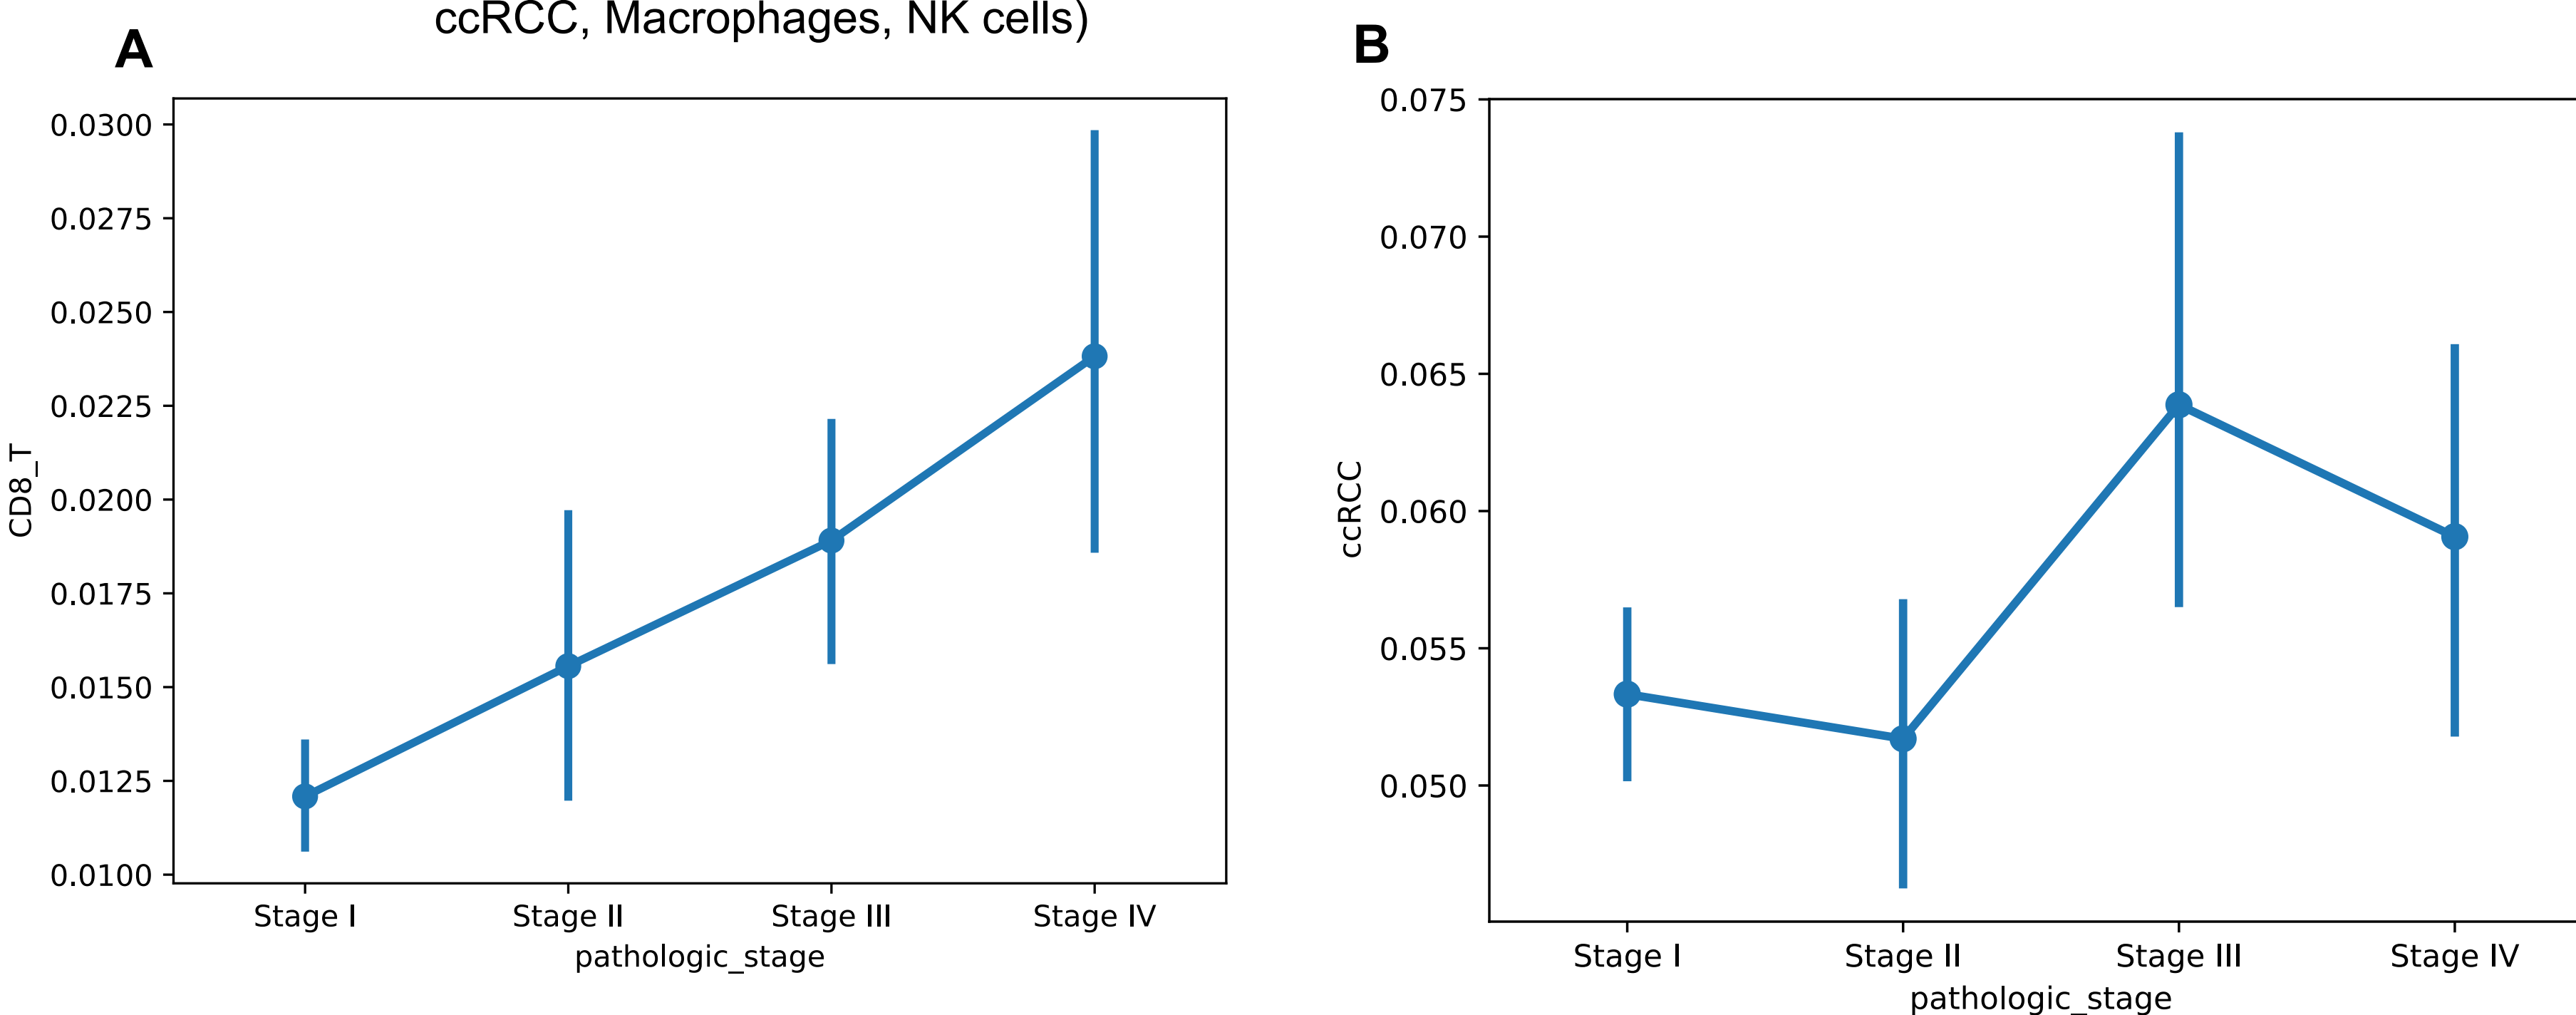 ccRCC, Macrophages, NK cells)
A
0.0300
0.0275
0.0250
0.0225
0.0200
0.0175
0.0150
0.0125
0.0100
CD8_T
Stage I Stage II Stage III Stage IV
pathologic_stage
B
0.075
0.070
0.065
0.060
0.055
0.050
ccRCC
Stage I Stage II Stage III Stage IV
pathologic_stage